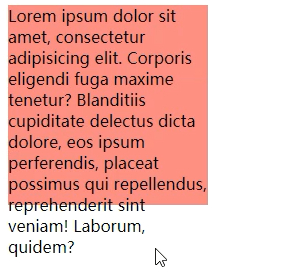 Lorem ipsum dolor sit
amet, consectetur
adipisicing elit. Corporis
eligendi fuga maxime
tenetur? Blanditiis
cupiditate delectus dicta
dolore, eos ipsum
perferendis, placeat
possimus qui repellendus,
reprehenderit sint
veniam! Laborum,
quidem?